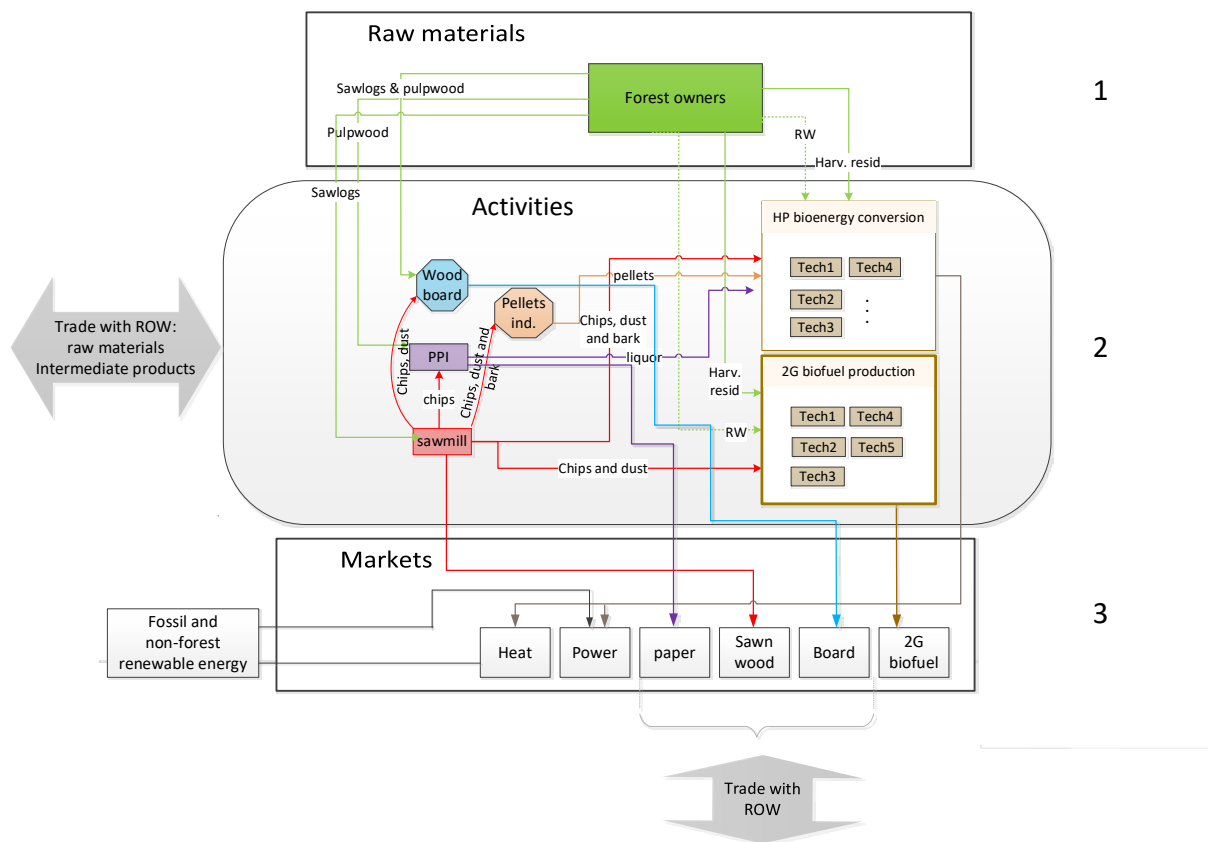 Raw materials
Forest owners
1
Sawlogs & pulpwood
Pulpwood
RW
Harv. resid
Sawlogs
Activities
HP bioenergy conversion
Tech1
Tech4
Tech2
Tech3
Wood
board
pellets
Pellets
ind.
Chips, dust
and bark
Trade with ROW:
raw materials
Intermediate products
2
Chips, dust
PPI
Chips, dust and
bark
liquor
chips
Harv.
resid
2G biofuel production
Tech1
Tech4
Tech2
Tech5
Tech3
RW
sawmill
Chips and dust
Markets
3
Fossil and
non-forest
renewable energy
Heat
Power
paper
Sawn
wood
Board
2G
biofuel
Trade with
ROW